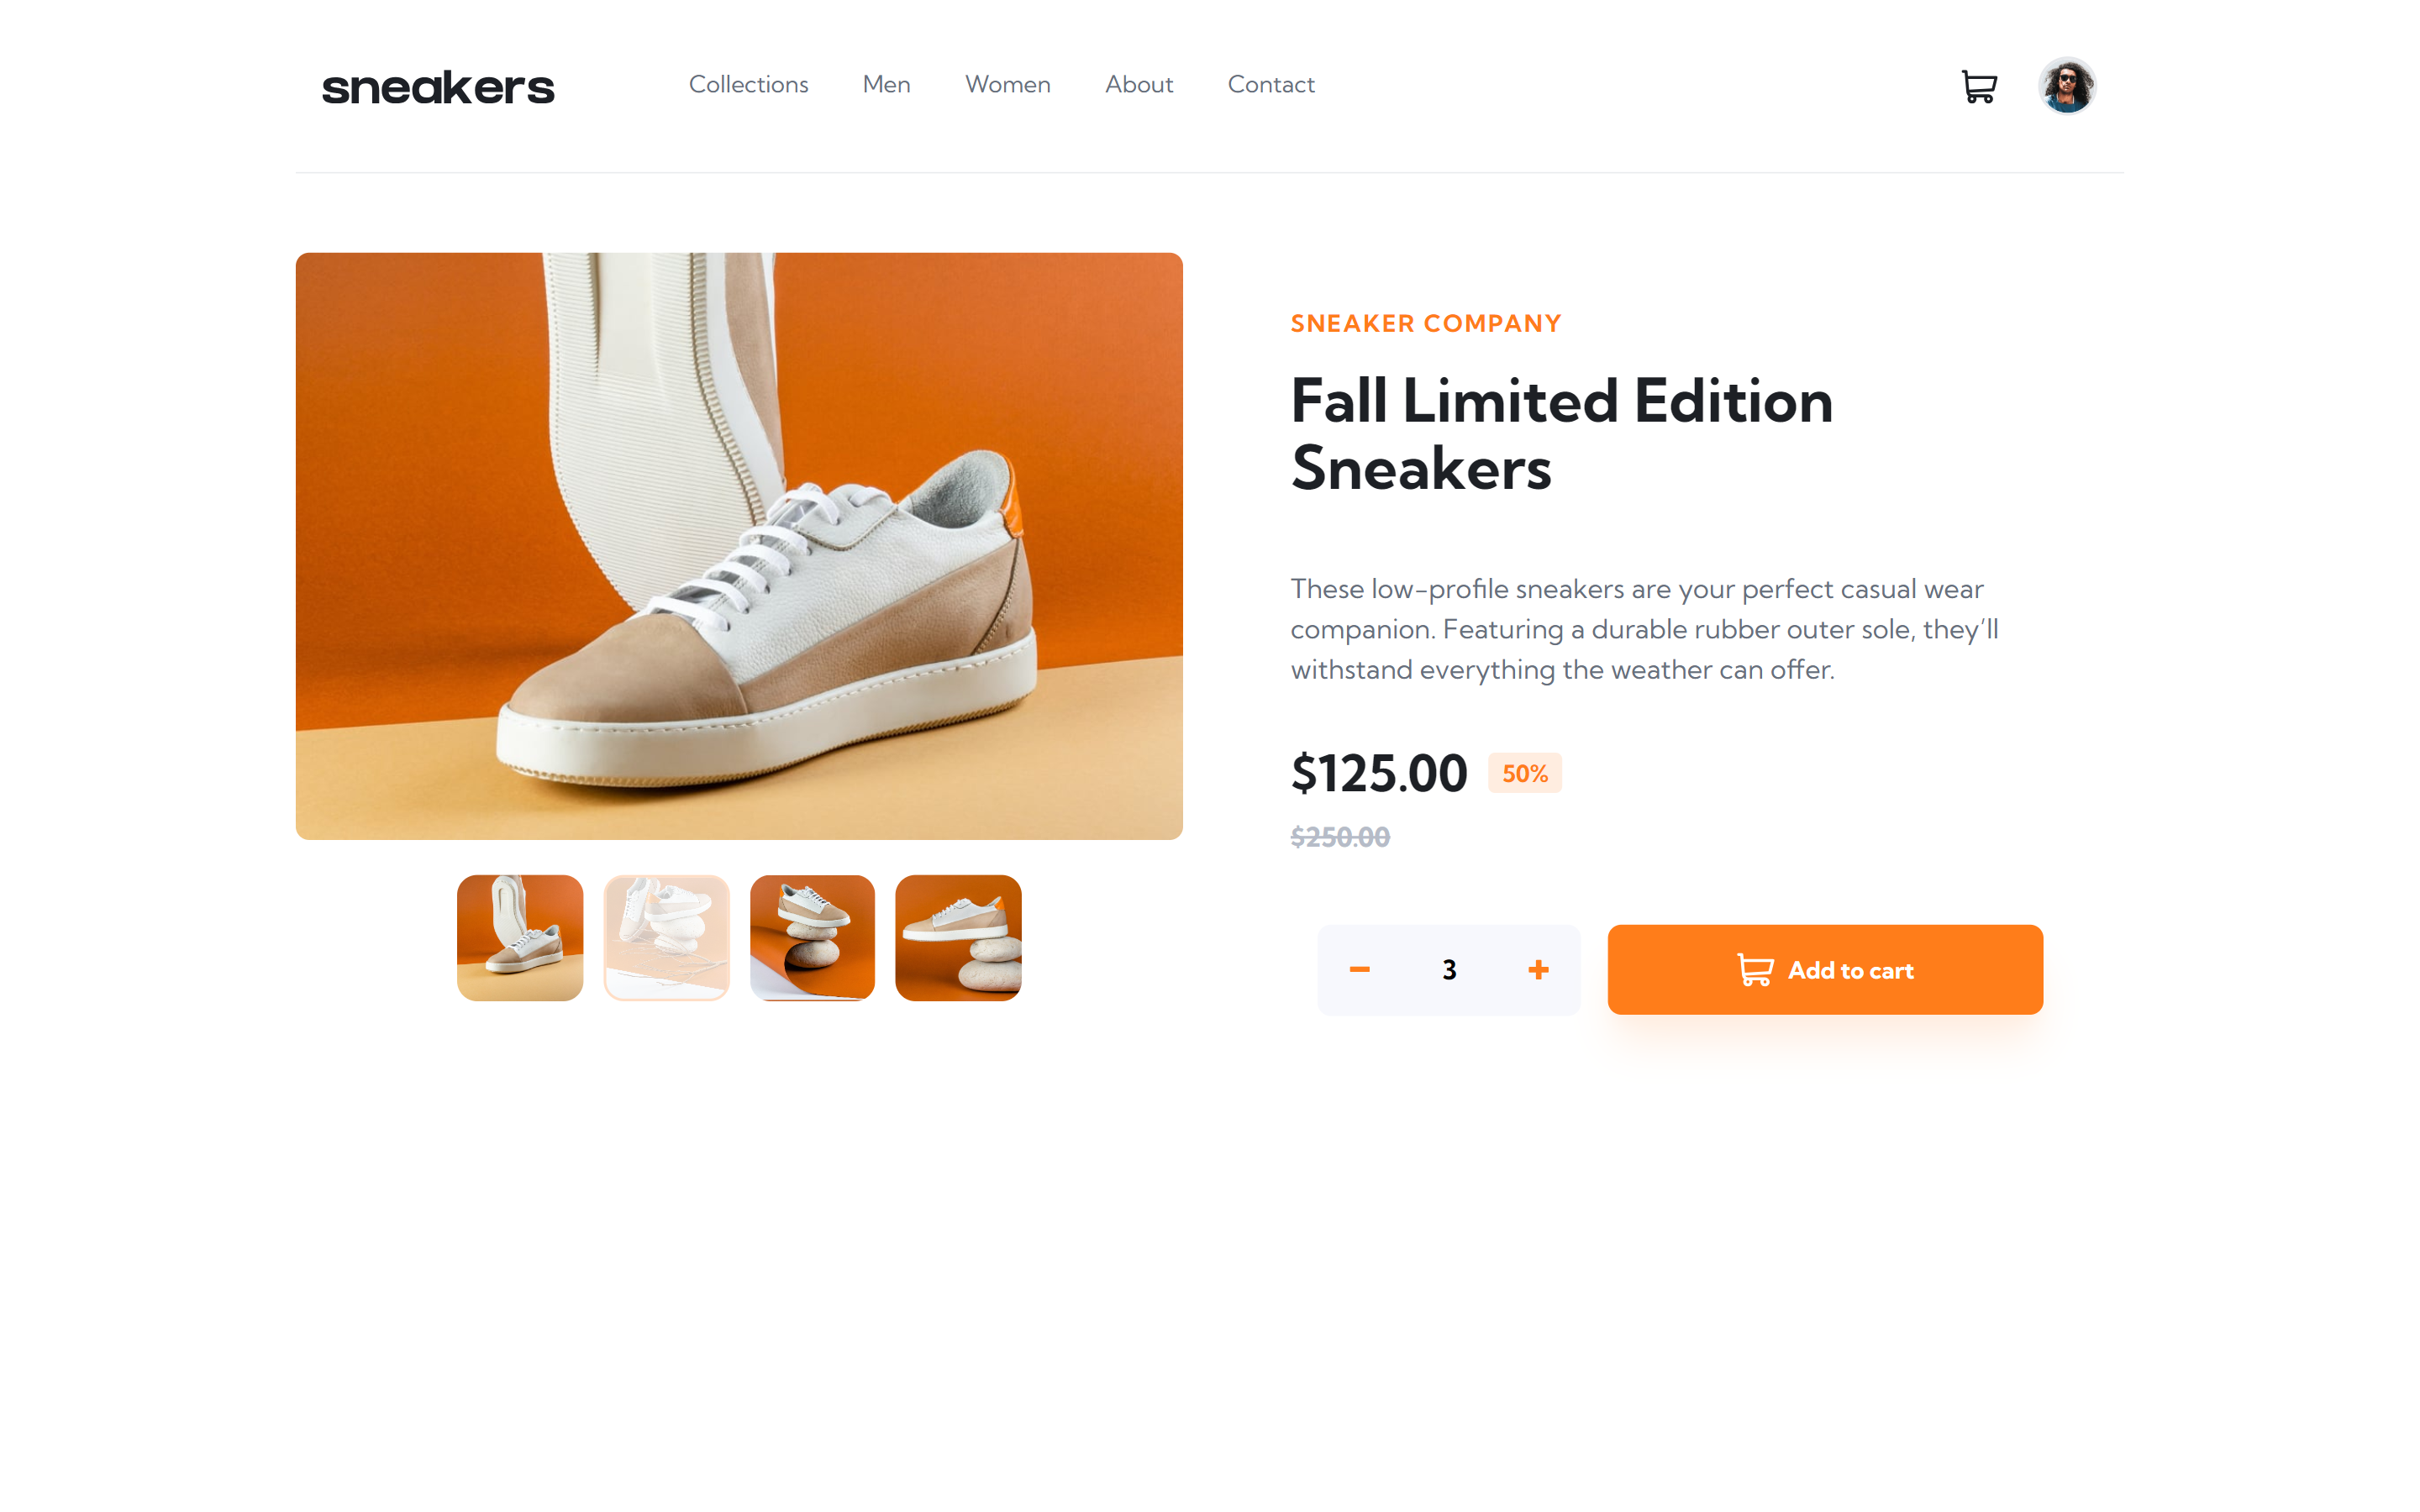 sneakers
Collections Men Women About Contact
SNEAKER COMPANY
Fall Limited Edition
Sneakers
These low-profile sneakers are your perfect casual wear
companion. Featuring a durable rubber outer sole, they’ll
withstand everything the weather can offer.
$125.00 50%
$250.00
3
Add to cart